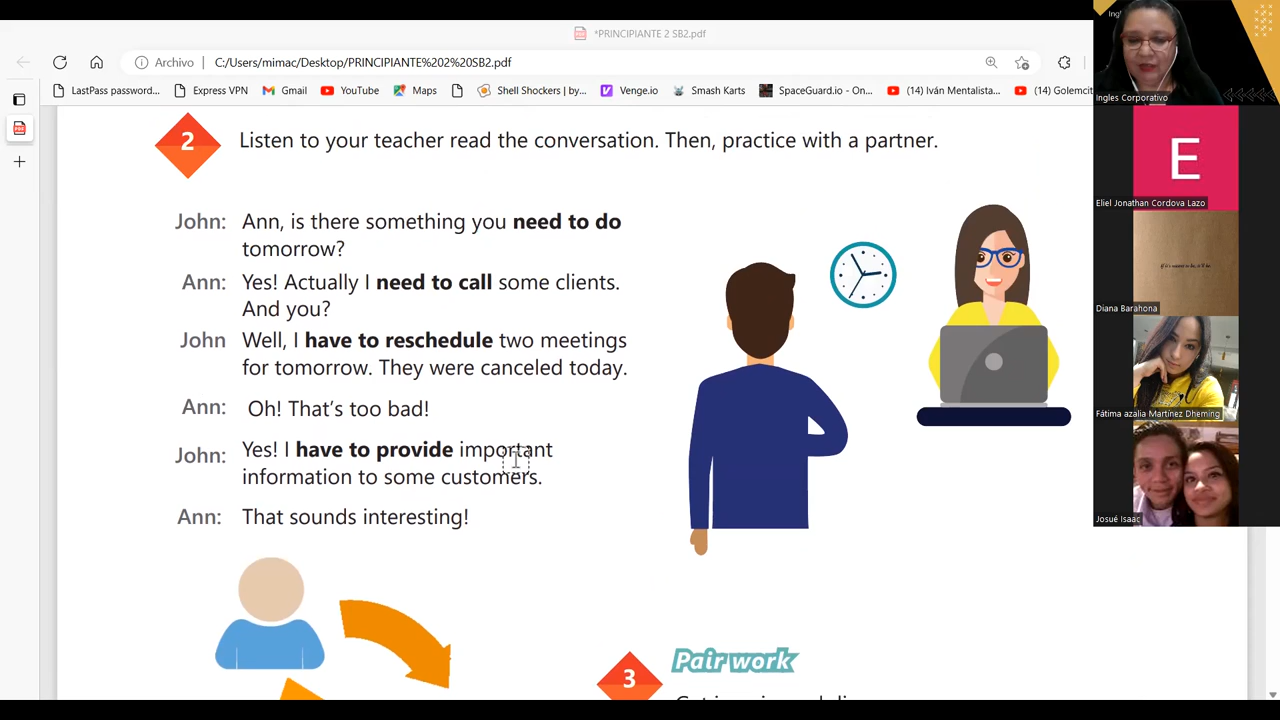 *PRINCIPIANTE 2 SB2.pdf
Archivo
C:/Users/mimac/Desktop/PRINCIPIANTE%202%20SB2.pdf
LastPass password...
Express VPN
Gmail
YouTube
Maps
Shell Shockers | by...
Venge.io
Smash Karts
SpaceGuard.io - On...
(14) Iván Mentalista...
(14) Golemcit
2
Listen to your teacher read the conversation. Then, practice with a partner.
John: Ann, is there something you need to do
tomorrow?
Ann: Yes! Actually I need to call some clients.
And you?
John Well, I have to reschedule two meetings
for tomorrow. They were canceled today.
Ann: Oh! That's too bad!
John: Yes! I have to provide important
information to some customers.
Ann: That sounds interesting!
3
Pair work
Ingl
Ingles Corporativo
E
Eliel Jonathan Cordova Lazo
Diana Barahona
Fátima azalia Martínez Dheming
Josué Isaac